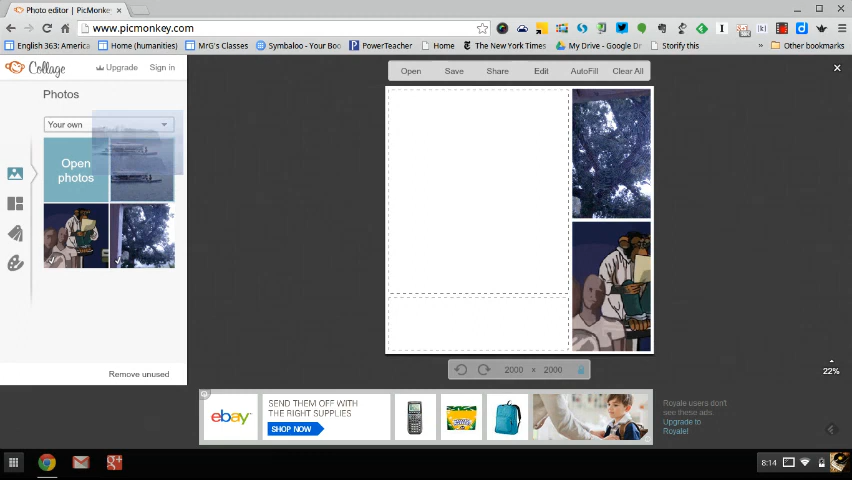 Photo editor | PicMonkey
www.picmonkey.com
English 363: America
Home (humanities)
MrG's Classes
Symbaloo - Your Boo
PowerTeacher
Home
The New York Times
My Drive - Google Dr
Storify this
»
Other bookmarks
Collage
Upgrade
Sign in
Open
Save
Share
Edit
AutoFill
Clear All
Photos
Your own
Open
photos
Remove unused
2000 x 2000
22%
ebay
SEND THEM OFF WITH
THE RIGHT SUPPLIES
SHOP NOW
Royale users don't
see these ads.
Upgrade to
Royale!
8:14